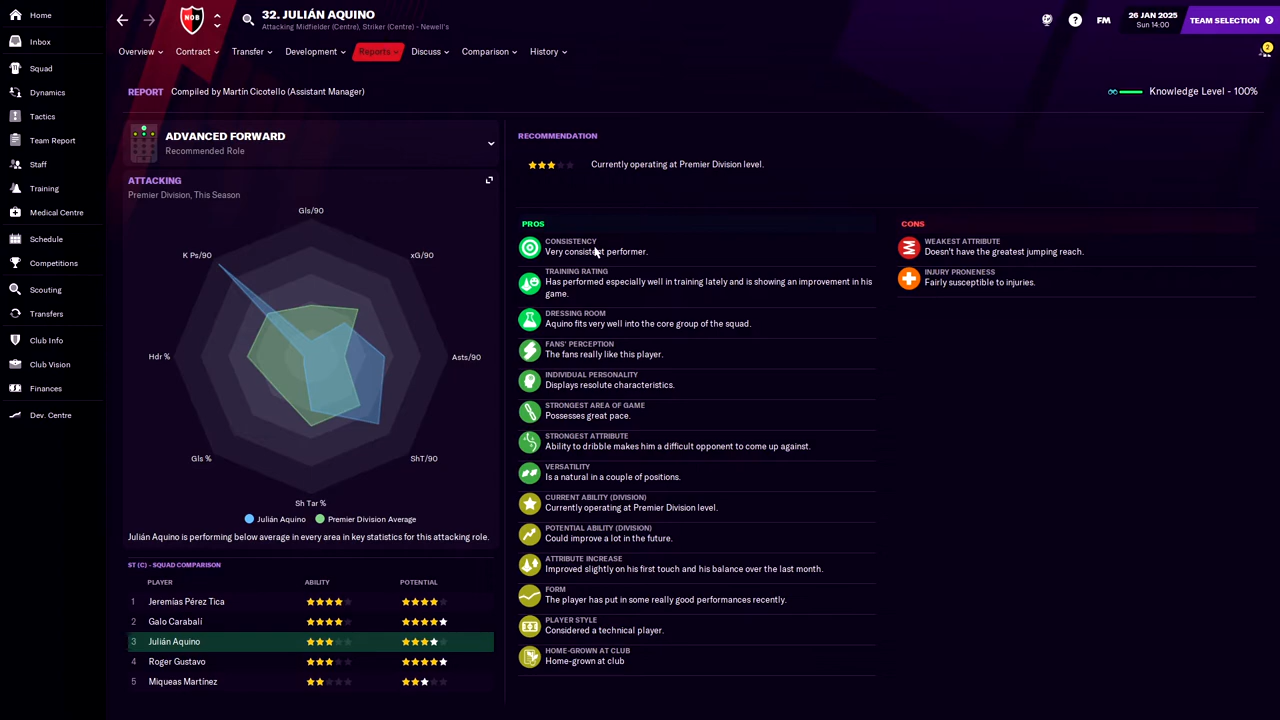 Home
Inbox
Squad
Dynamics
Tactics
Team Report
Staff
Training
Medical Centre
Schedule
Competitions
Scouting
Transfers
Club Info
Club Vision
Finances
Dev. Centre
NOB
32. JULIÁN AQUINO
Attacking Midfielder (Centre), Striker (Centre) - Newell's
?
FM
26 JAN 2025
Sun 14:00
TEAM SELECTION
2
Overview
Contract
Transfer
Development
Reports
Discuss
Comparison
History
REPORT Compiled by Martín Cicotello (Assistant Manager)
Knowledge Level - 100%
ADVANCED FORWARD
Recommended Role
ATTACKING
Premier Division, This Season
Gls/90
K Ps/90
xG/90
Hdr %
Asts/90
Gls %
ShT/90
Sh Tar %
Julián Aquino
Premier Division Average
Julián Aquino is performing below average in every area in key statistics for this attacking role.
ST (C) - SQUAD COMPARISON
PLAYER ABILITY POTENTIAL
1 Jeremías Pérez Tica
2 Galo Carabalí
3 Julián Aquino
4 Roger Gustavo
5 Miqueas Martínez
RECOMMENDATION
Currently operating at Premier Division level.
PROS
CONSISTENCY
Very consistent performer.
TRAINING RATING
Has performed especially well in training lately and is showing an improvement in his
game.
DRESSING ROOM
Aquino fits very well into the core group of the squad.
FANS' PERCEPTION
The fans really like this player.
INDIVIDUAL PERSONALITY
Displays resolute characteristics.
STRONGEST AREA OF GAME
Possesses great pace.
STRONGEST ATTRIBUTE
Ability to dribble makes him a difficult opponent to come up against.
VERSATILITY
Is a natural in a couple of positions.
CURRENT ABILITY (DIVISION)
Currently operating at Premier Division level.
POTENTIAL ABILITY (DIVISION)
Could improve a lot in the future.
ATTRIBUTE INCREASE
Improved slightly on his first touch and his balance over the last month.
FORM
The player has put in some really good performances recently.
PLAYER STYLE
Considered a technical player.
HOME-GROWN AT CLUB
Home-grown at club
CONS
WEAKEST ATTRIBUTE
Doesn't have the greatest jumping reach.
INJURY PRONENESS
Fairly susceptible to injuries.